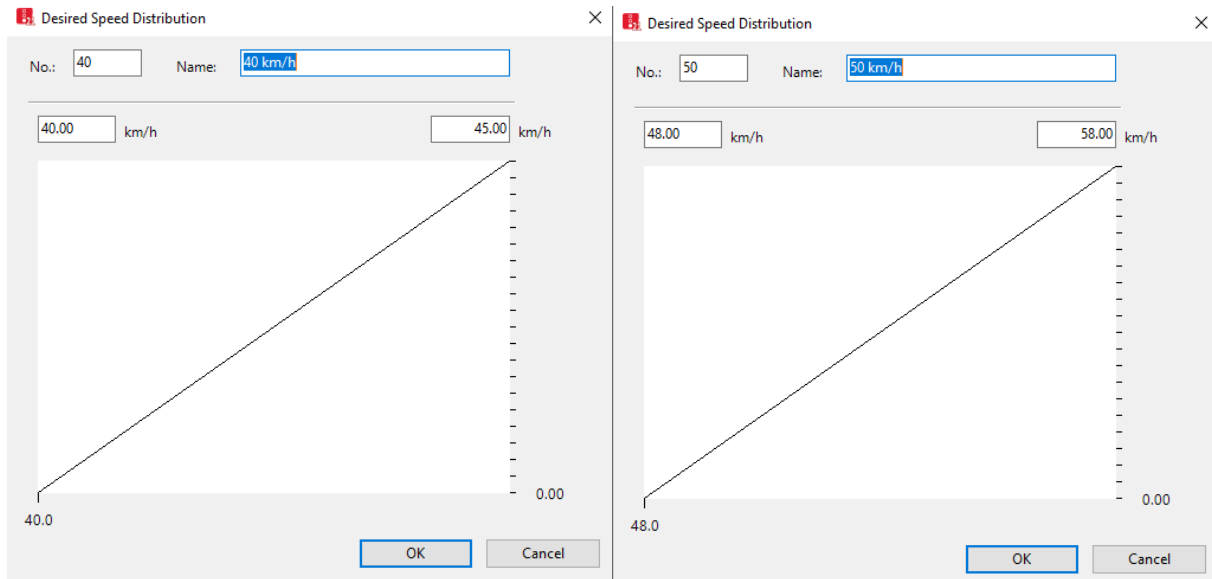 Desired Speed Distribution
No.: 40 Name: 40 km/h
40.00 km/h 45.00 km/h
0.00
40.0
OK Cancel
Desired Speed Distribution
No.: 50 Name: 50 km/h
48.00 km/h 58.00 km/h
0.00
48.0
OK Cancel